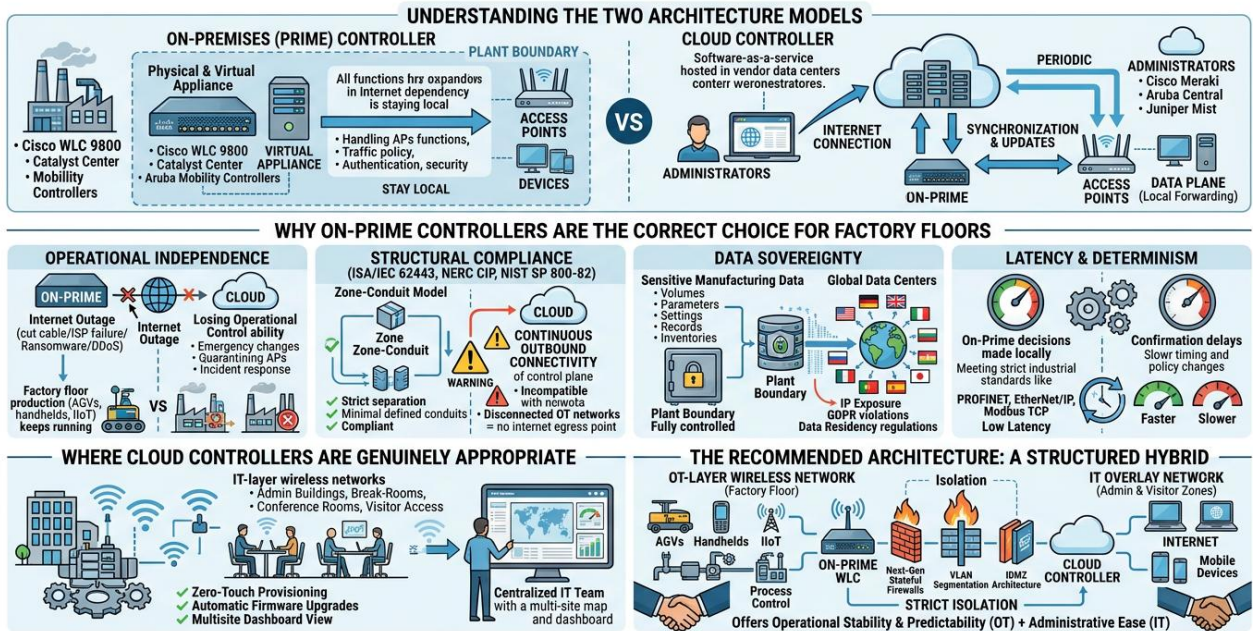 UNDERSTANDING THE TWO ARCHITECTURE MODELS
ON-PREMISES (PRIME) CONTROLLER
PLANT BOUNDARY
• Cisco WLC 9800
• Catalyst Center
• Mobility
Controllers
Physical & Virtual
Appliance
• Cisco WLC 9800
• Catalyst Center
• Aruba Mobility Controllers
VIRTUAL
APPLIANCE
All functions hrɤ expandons
in Internet dependency
is staying local
• Handling APs functions,
• Traffic policy,
• Authentication, security
STAY LOCAL
ACCESS
POINTS
DEVICES
VS
CLOUD CONTROLLER
Software-as-a-service
hosted in vendor data centers
conterr weronestratores.
ADMINISTRATORS
INTERNET
CONNECTION
ON-PRIME
PERIODIC
SYNCHRONIZATION
& UPDATES
ACCESS
POINTS
ADMINISTRATORS
• Cisco Meraki
• Aruba Central
• Juniper Mist
DATA PLANE
(Local Forwarding)
WHY ON-PRIME CONTROLLERS ARE THE CORRECT CHOICE FOR FACTORY FLOORS
OPERATIONAL INDEPENDENCE
ON-PRIME
CLOUD
Internet Outage
(cut cable/ISP failure/
Ransomware/DDoS)
Internet
Outage
Losing Operational
Control ability
• Emergency changes
• Quarantining APs
• Incident response
Factory floor
production (AGVs,
handhelds, IIoT)
keeps running
VS
STRUCTURAL COMPLIANCE
(ISA/IEC 62443, NERC CIP, NIST SP 800-82)
Zone-Conduit Model
Zone
Zone-Conduit
Strict separation
Minimal defined conduits
Compliant
WARNING
CLOUD
CONTINUOUS
OUTBOUND
CONNECTIVITY
of control plane
• Incompatible
with nerwota
• Disconnected OT networks
= no internet egress point
DATA SOVEREIGNTY
Sensitive Manufacturing Data
• Volumes
• Parameters
• Settings
• Records
• Inventories
Plant Boundary
Fully controlled
Plant
Boundary
Global Data Centers
IP Exposure
GDPR violations
Data Residency regulations
LATENCY & DETERMINISM
On-Prime decisions
made locally
Meeting strict industrial
standards like
PROFINET, EtherNet/IP,
Modbus TCP
Low Latency
Confirmation delays
Slower timing and
policy changes
Faster
Slower
WHERE CLOUD CONTROLLERS ARE GENUINELY APPROPRIATE
IT-layer wireless networks
• Admin Buildings, Break-Rooms,
• Conference Rooms, Visitor Access
Zero-Touch Provisioning
Automatic Firmware Upgrades
Multisite Dashboard View
Centralized IT Team
with a multi-site map
and dashboard
THE RECOMMENDED ARCHITECTURE: A STRUCTURED HYBRID
OT-LAYER WIRELESS NETWORK
(Factory Floor)
AGVs
Handhelds
IIoT
Process
Control
ON-PRIME
WLC
Isolation
Next-Gen
Stateful
Firewalls
VLAN
Segmentation
IDMZ
Architecture
STRICT ISOLATION
CLOUD
CONTROLLER
IT OVERLAY NETWORK
(Admin & Visitor Zones)
INTERNET
Mobile
Devices
Offers Operational Stability & Predictability (OT) + Administrative Ease (IT)